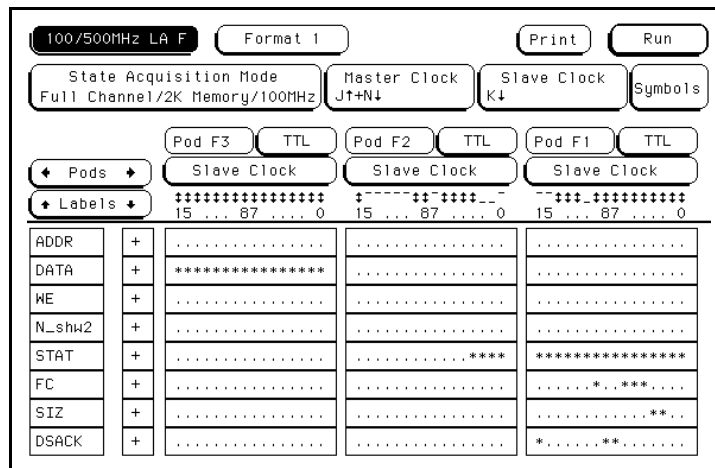 100/500MHz LA F Format 1 Print Run
State Acquisition Mode Master Clock Slave Clock Symbols
Full Channel/2K Memory/100MHz J↑+N↓ K↓
Pod F3 TTL Pod F2 TTL Pod F1 TTL
← Pods → Slave Clock Slave Clock Slave Clock
↑ Labels ↓
15 ... 87 .... 0 15 ... 87 .... 0 15 ... 87 .... 0
ADDR + ................ ................ ................
DATA + **************** ................ ................
WE + ................ ................ ................
N_shw2 + ................ ................ ................
STAT + ................ ............**** ****************
FC + ................ ................ ......*..***....
SIZ + ................ ................ ............**..
DSACK + ................ ................ *......**.......